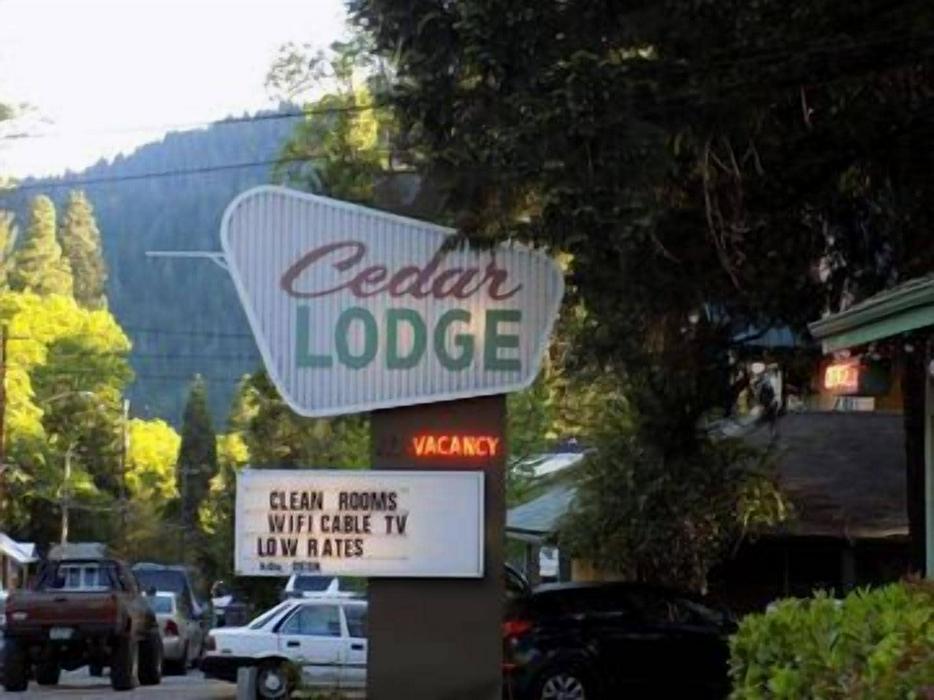 Cedar
LODGE
VACANCY
CLEAN ROOMS
WIFI CABLE TV
LOW RATES